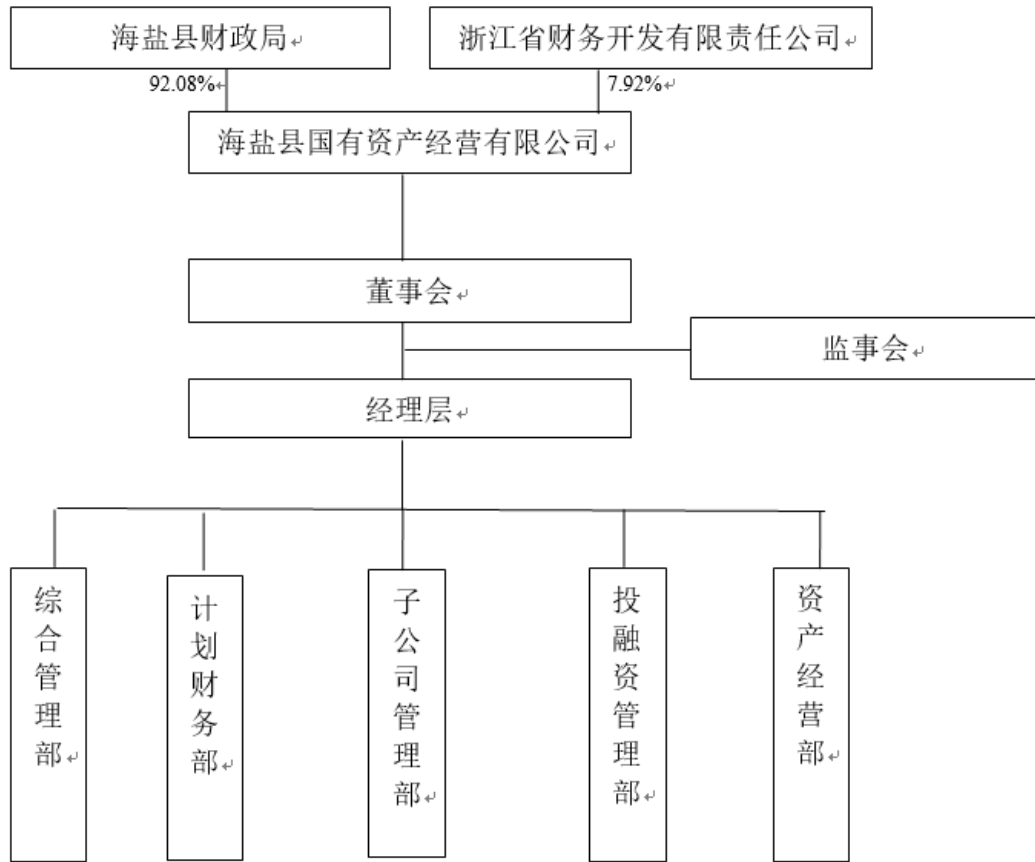 海盐县财政局
浙江省财务开发有限责任公司
92.08%
7.92%
海盐县国有资产经营有限公司
董事会
监事会
经理层
综合管理部
计划财务部
子公司管理部
投融资管理部
资产经营部